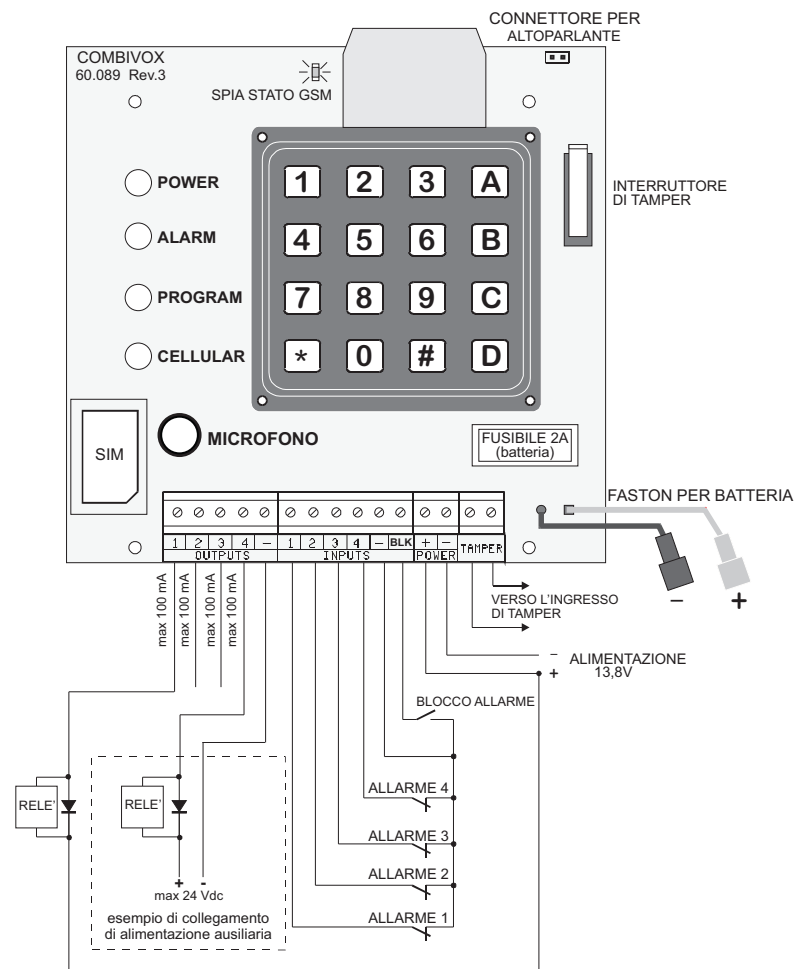 CONNETTORE PER
ALTOPARLANTE
COMBIVOX
60.089 Rev.3
SPIA STATO GSM
INTERRUTTORE
DI TAMPER
POWER
ALARM
PROGRAM
CELLULAR
1 2 3 A
4 5 6 B
7 8 9 C
* 0 # D
SIM
MICROFONO
FUSIBILE 2A
(batteria)
FASTON PER BATTERIA
- +
1 2 3 4 - 1 2 3 4 - BLK + - TAMPER
OUTPUTS INPUTS POWER
max 100 mA
max 100 mA
max 100 mA
max 100 mA
VERSO L'INGRESSO
DI TAMPER
-
+
ALIMENTAZIONE
13,8V
BLOCCO ALLARME
RELE'
RELE'
ALLARME 4
ALLARME 3
ALLARME 2
ALLARME 1
+ -
max 24 Vdc
esempio di collegamento
di alimentazione ausiliaria